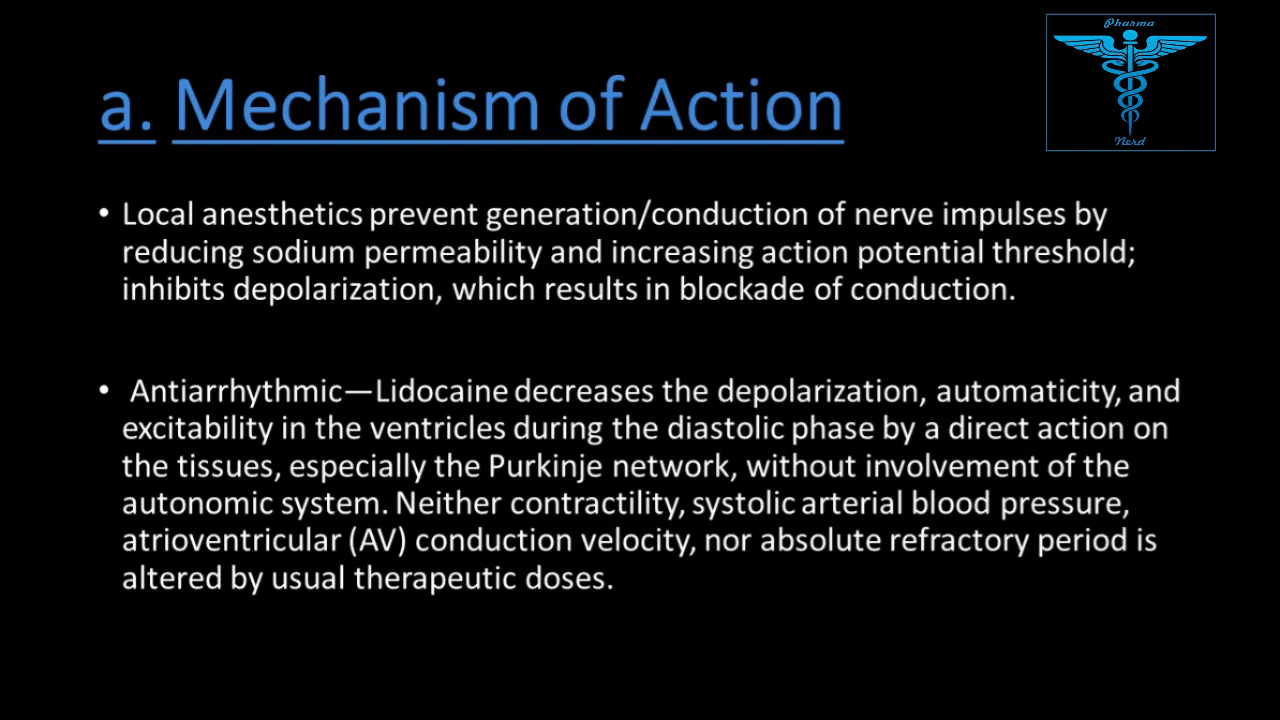 Pharma
Nerd
a. Mechanism of Action
• Local anesthetics prevent generation/conduction of nerve impulses by
reducing sodium permeability and increasing action potential threshold;
inhibits depolarization, which results in blockade of conduction.
• Antiarrhythmic—Lidocaine decreases the depolarization, automaticity, and
excitability in the ventricles during the diastolic phase by a direct action on
the tissues, especially the Purkinje network, without involvement of the
autonomic system. Neither contractility, systolic arterial blood pressure,
atrioventricular (AV) conduction velocity, nor absolute refractory period is
altered by usual therapeutic doses.